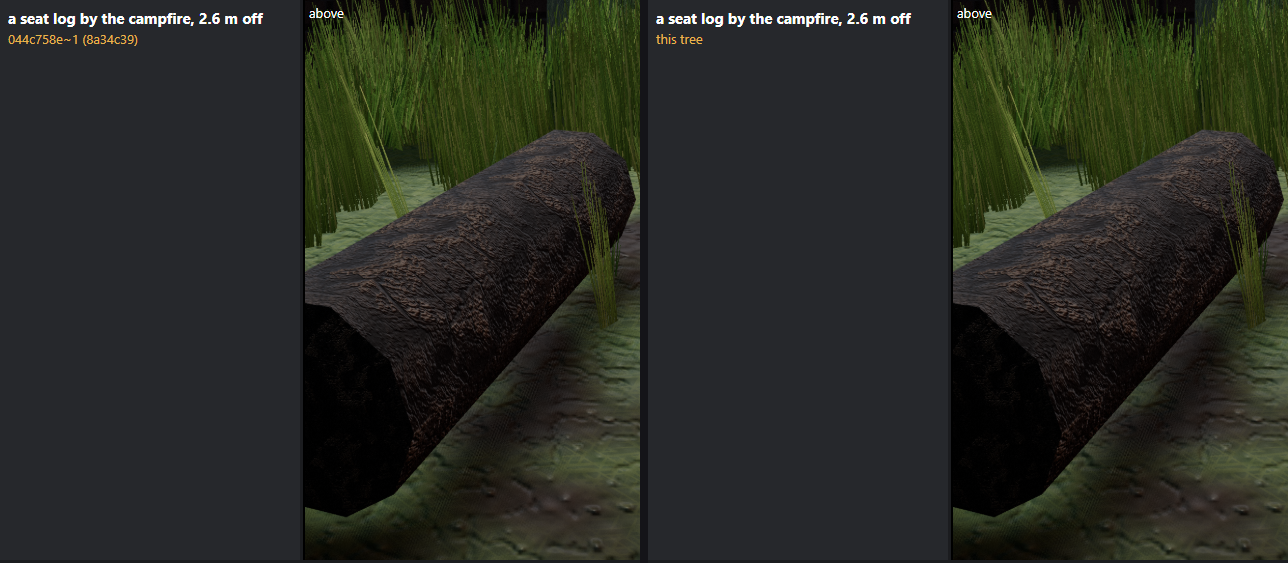 a seat log by the campfire, 2.6 m off
044c758e~1 (8a34c39)
above
a seat log by the campfire, 2.6 m off
this tree
above